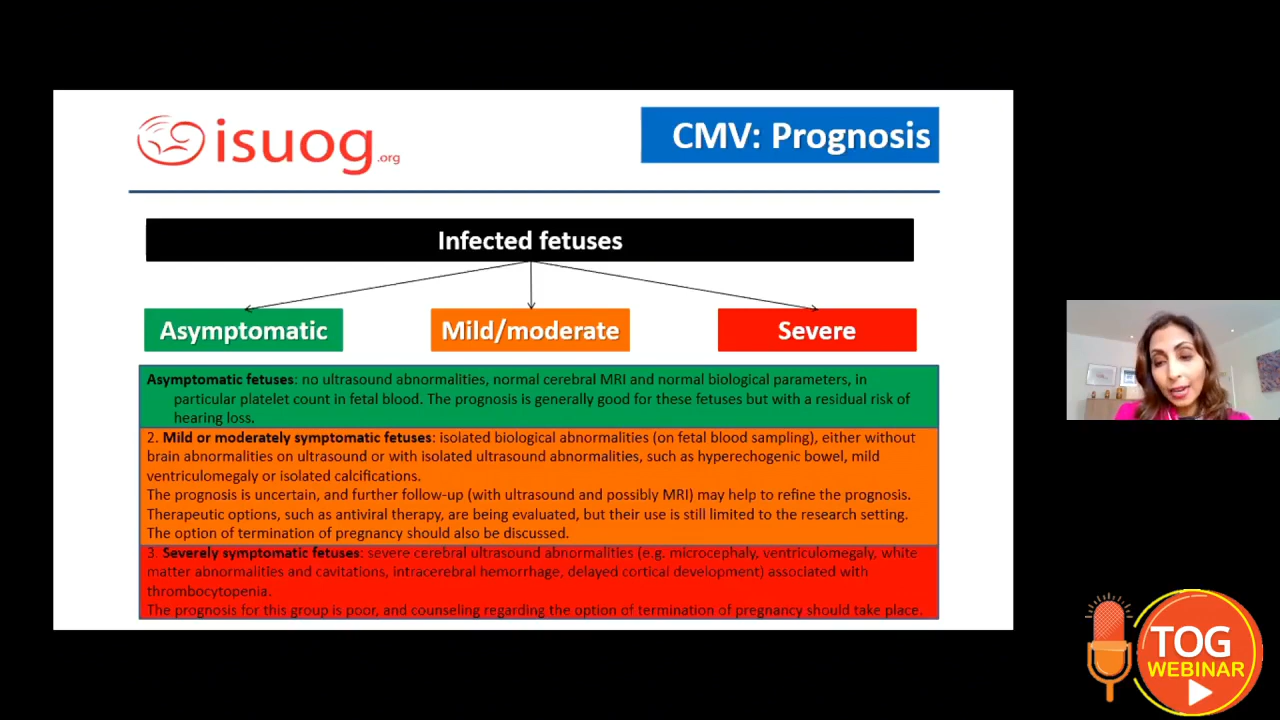 isuog.org
CMV: Prognosis
Infected fetuses
Asymptomatic
Mild/moderate
Severe
Asymptomatic fetuses: no ultrasound abnormalities, normal cerebral MRI and normal biological parameters, in
particular platelet count in fetal blood. The prognosis is generally good for these fetuses but with a residual risk of
hearing loss.
2. Mild or moderately symptomatic fetuses: isolated biological abnormalities (on fetal blood sampling), either without
brain abnormalities on ultrasound or with isolated ultrasound abnormalities, such as hyperechogenic bowel, mild
ventriculomegaly or isolated calcifications.
The prognosis is uncertain, and further follow-up (with ultrasound and possibly MRI) may help to refine the prognosis.
Therapeutic options, such as antiviral therapy, are being evaluated, but their use is still limited to the research setting.
The option of termination of pregnancy should also be discussed.
3. Severely symptomatic fetuses: severe cerebral ultrasound abnormalities (e.g. microcephaly, ventriculomegaly, white
matter abnormalities and cavitations, intracerebral hemorrhage, delayed cortical development) associated with
thrombocytopenia.
The prognosis for this group is poor, and counseling regarding the option of termination of pregnancy should take place.
TOG
WEBINAR